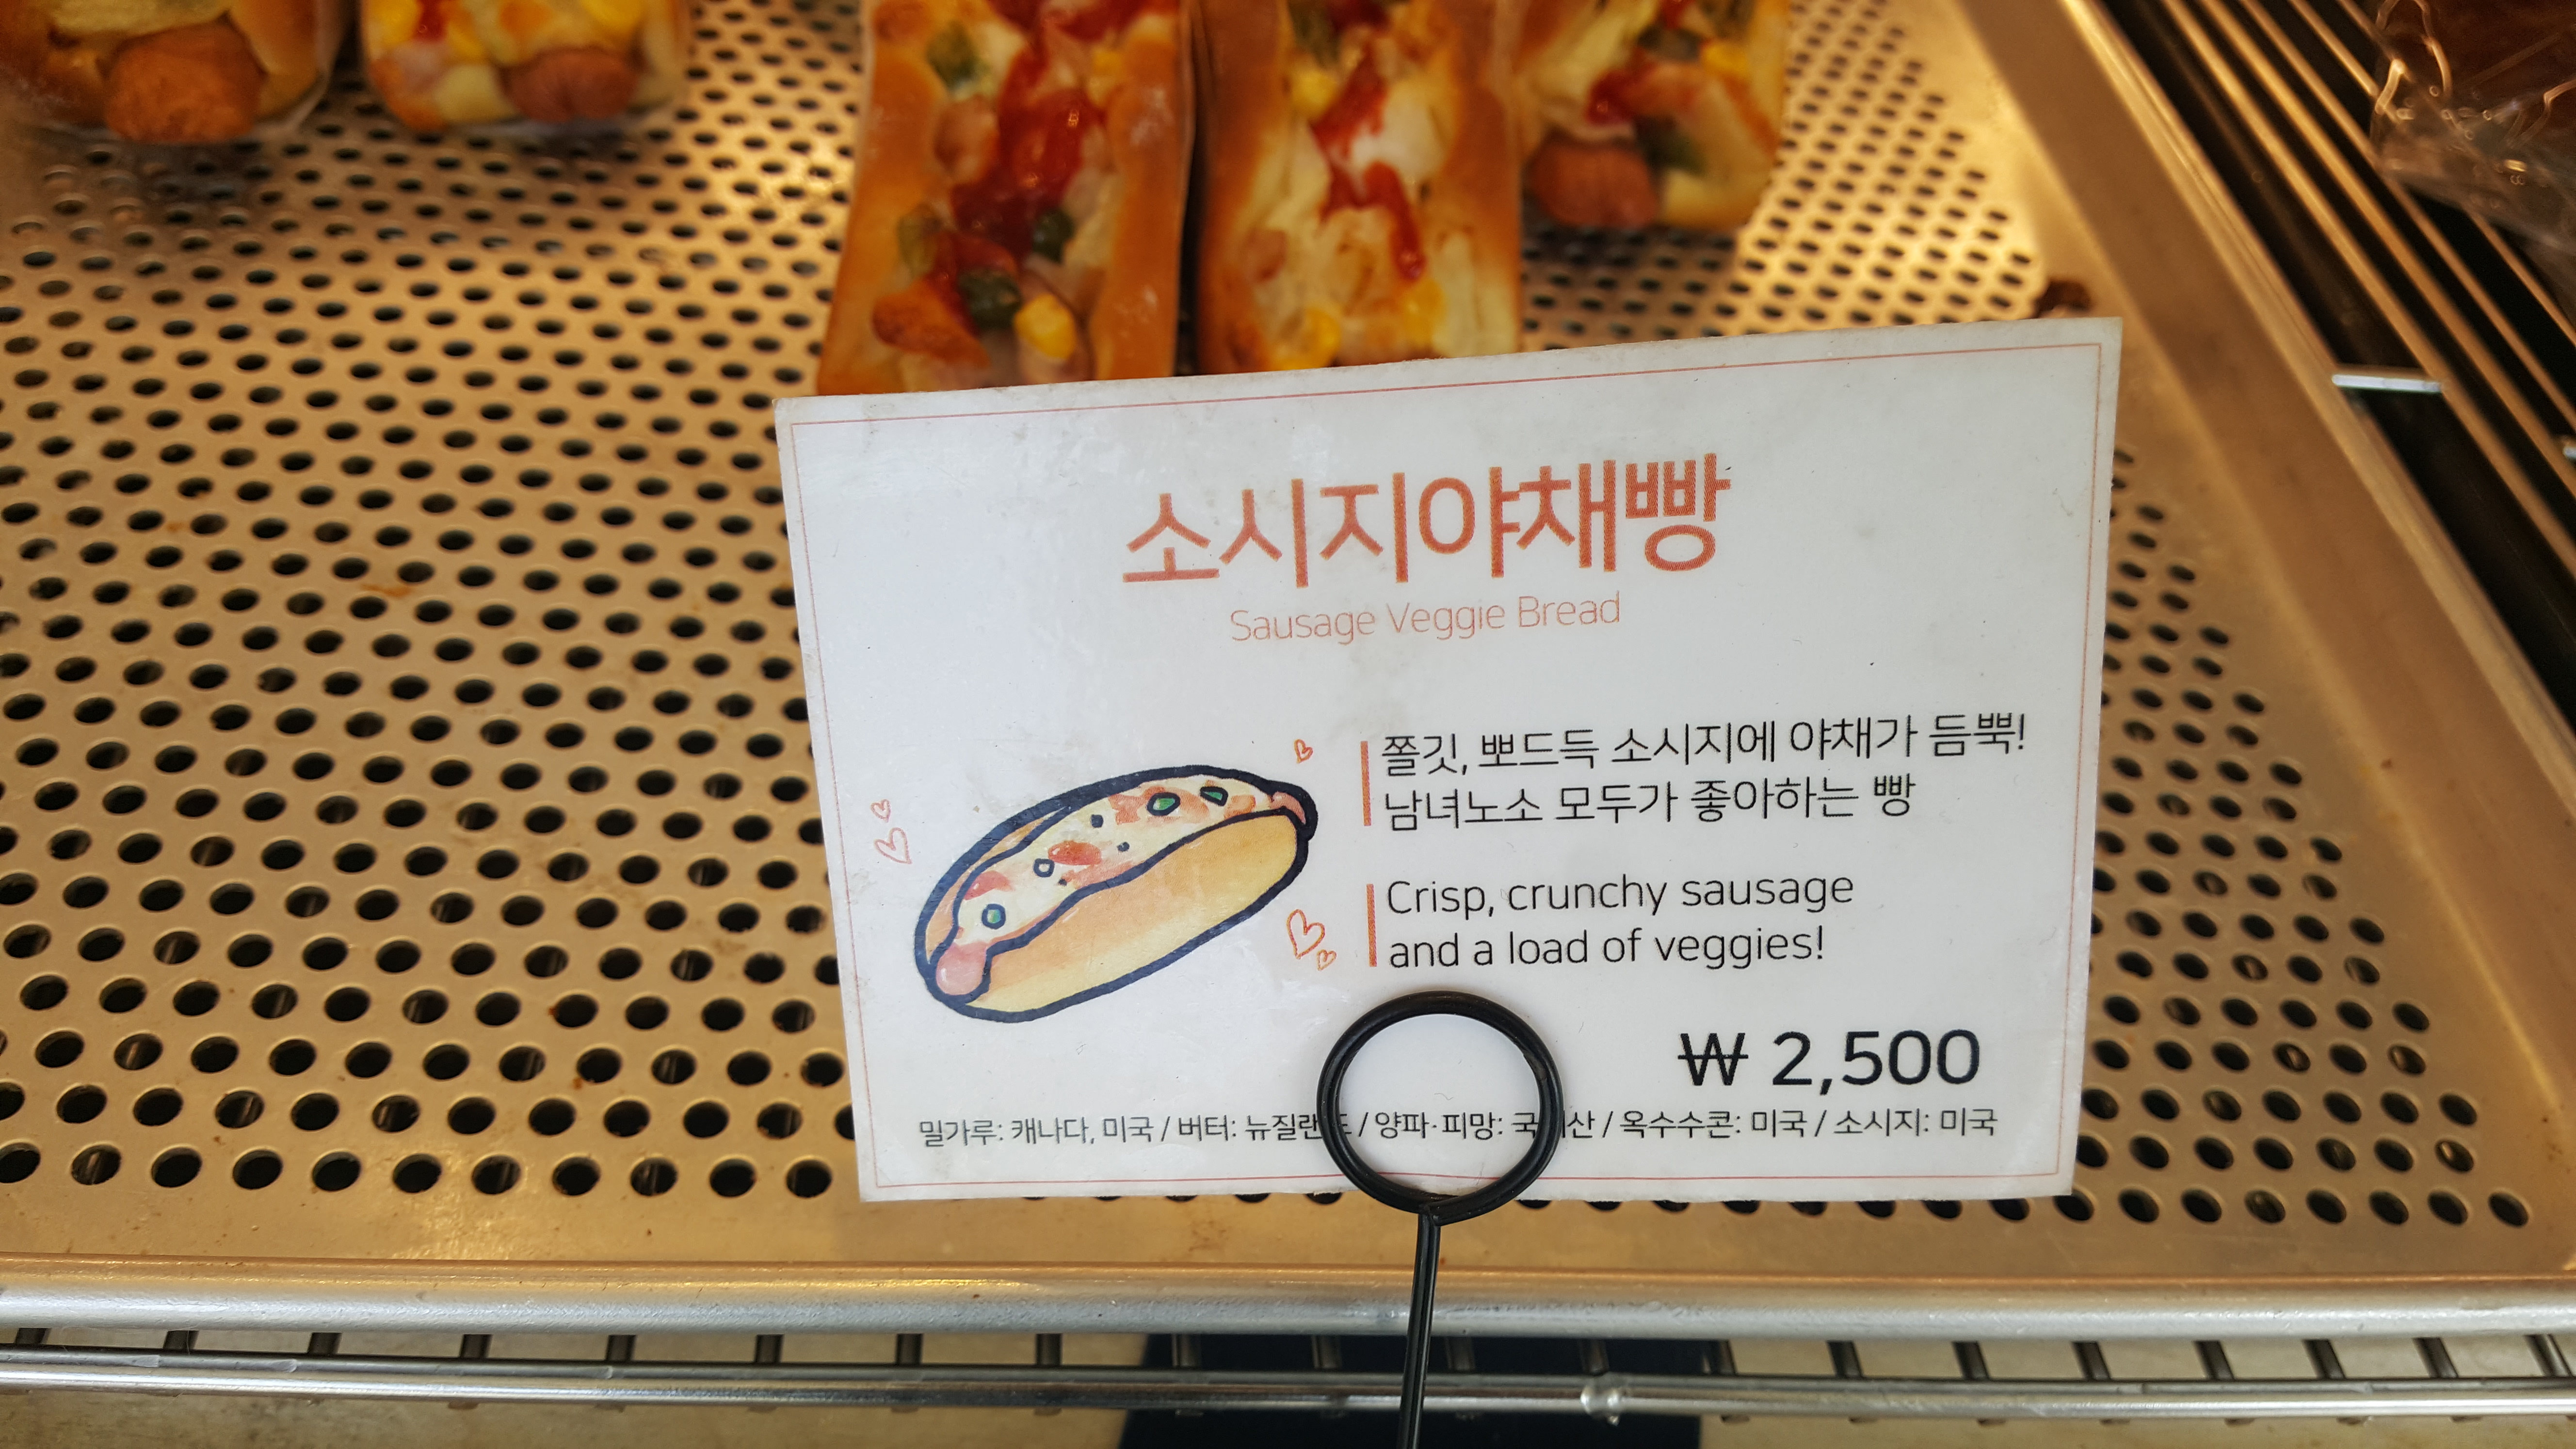 소시지야채빵
Sausage Veggie Bread
쫄깃, 뽀드득 소시지에 야채가 듬뿍!
남녀노소 모두가 좋아하는 빵
Crisp, crunchy sausage
and a load of veggies!
₩ 2,500
밀가루: 캐나다, 미국 / 버터: 뉴질랜드 / 양파·피망: 국내산 / 옥수수콘: 미국 / 소시지: 미국